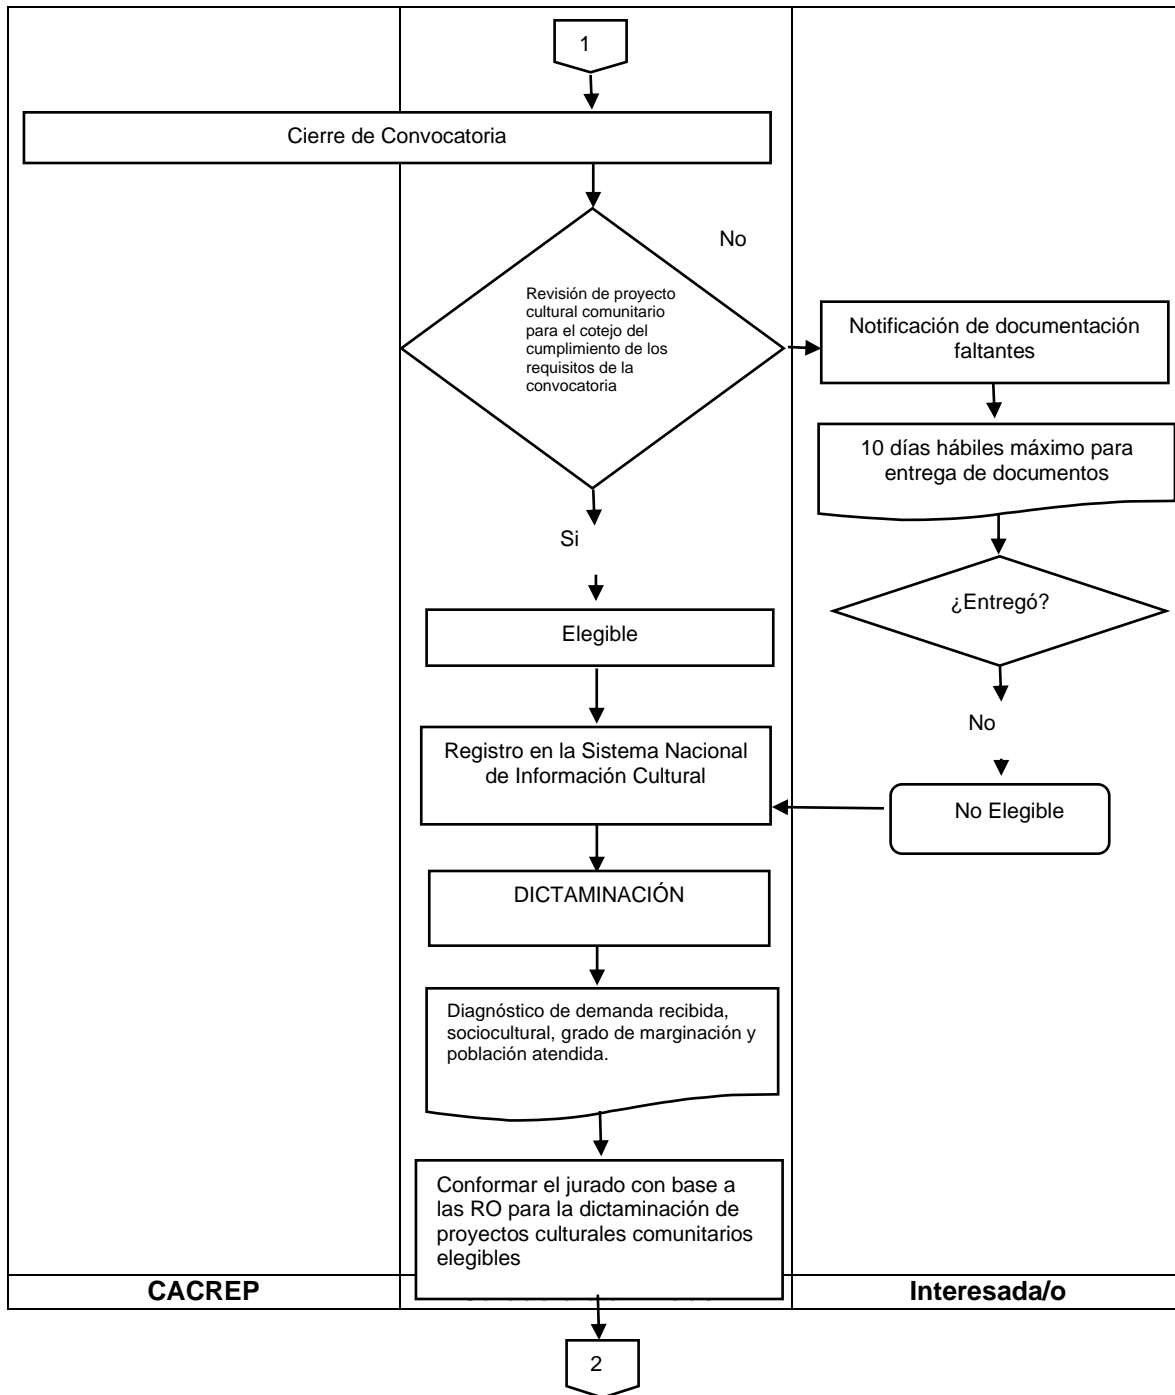 1
Cierre de Convocatoria
No
Revisión de proyecto
cultural comunitario
para el cotejo del
cumplimiento de los
requisitos de la
convocatoria
Notificación de documentación
faltantes
10 días hábiles máximo para
entrega de documentos
Si
¿Entregó?
Elegible
No
Registro en la Sistema Nacional
de Información Cultural
No Elegible
DICTAMINACIÓN
Diagnóstico de demanda recibida,
sociocultural, grado de marginación y
población atendida.
Conformar el jurado con base a
las RO para la dictaminación de
proyectos culturales comunitarios
elegibles
CACREP
Interesada/o
2